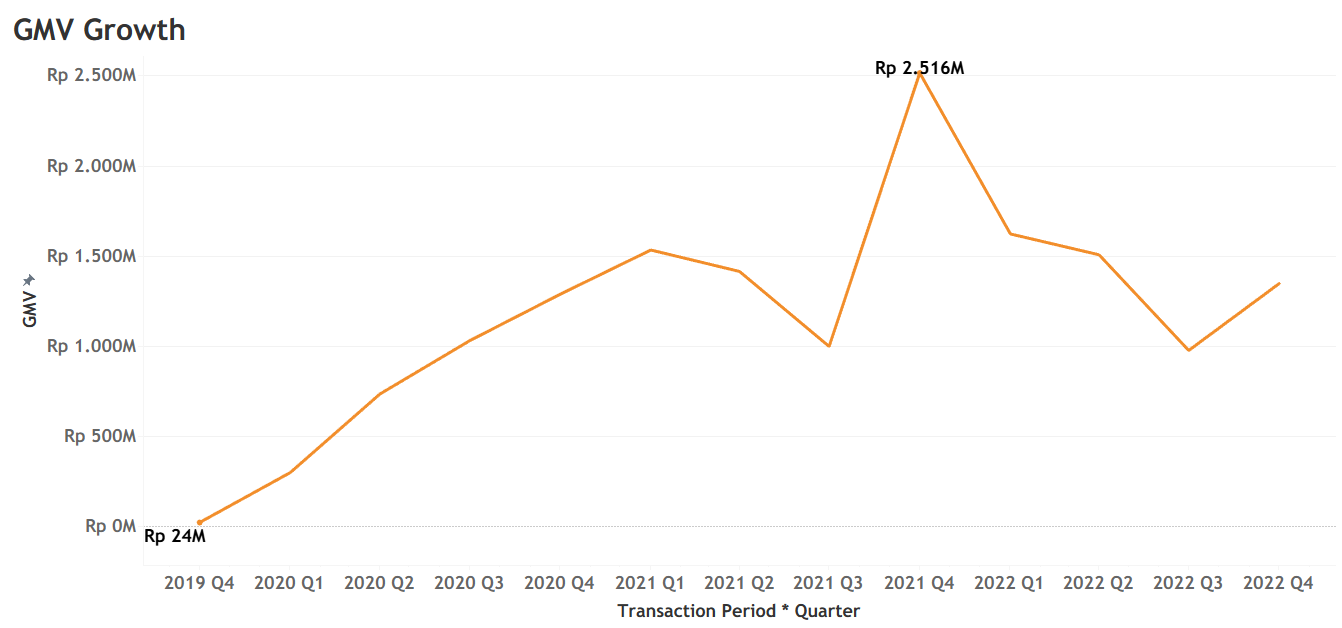 GMV Growth
Rp 2.516M
Rp 2.500M
Rp 2.000M
Rp 1.500M
Rp 1.000M
Rp 500M
Rp 0M
GMV
Rp 24M
2019 Q4 2020 Q1 2020 Q2 2020 Q3 2020 Q4 2021 Q1 2021 Q2 2021 Q3 2021 Q4 2022 Q1 2022 Q2 2022 Q3 2022 Q4
Transaction Period * Quarter